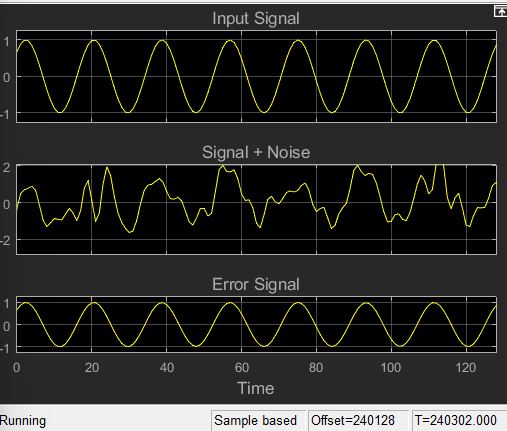 Input Signal
1
0
-1
Signal + Noise
2
0
-2
Error Signal
1
0
-1
0 20 40 60 80 100 120
Time
Running Sample based Offset=240128 T=240302.000